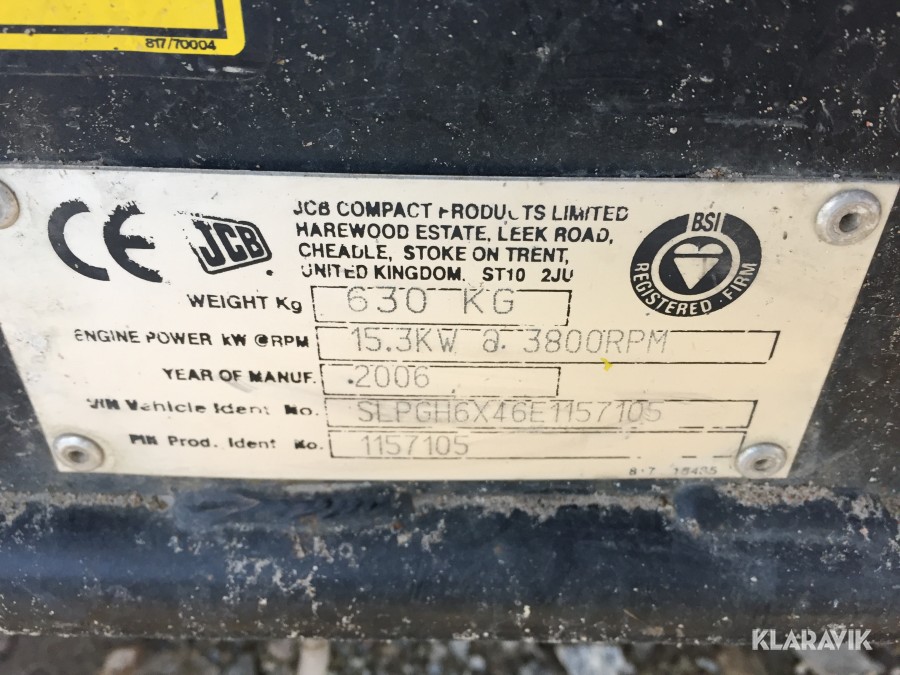 817/70004
CE
JCB
JCB COMPACT PRODUCTS LIMITED
HAREWOOD ESTATE, LEEK ROAD,
CHEADLE, STOKE ON TRENT,
UNITED KINGDOM. ST10 2JU
BSI
REGISTERED · FIRM
WEIGHT Kg 630 KG
ENGINE POWER kW @RPM 15.3KW @ 3800RPM
YEAR OF MANUF. 2006
VIN Vehicle Ident No. SLPGH6X46E1157105
PIN Prod. Ident No. 1157105
KLARAVIK